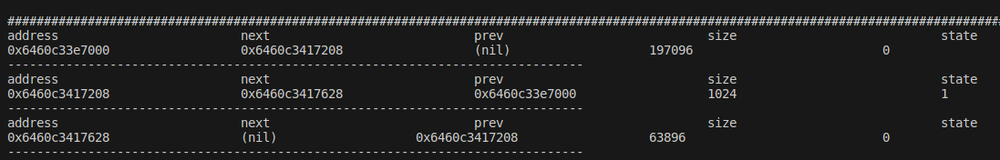 #########################################################################################################################################
address next prev size state
0x6460c33e7000 0x6460c3417208 (nil) 197096 0
-------------------------------------------------------------------------------
address next prev size state
0x6460c3417208 0x6460c3417628 0x6460c33e7000 1024 1
-------------------------------------------------------------------------------
address next prev size state
0x6460c3417628 (nil) 0x6460c3417208 63896 0
-------------------------------------------------------------------------------